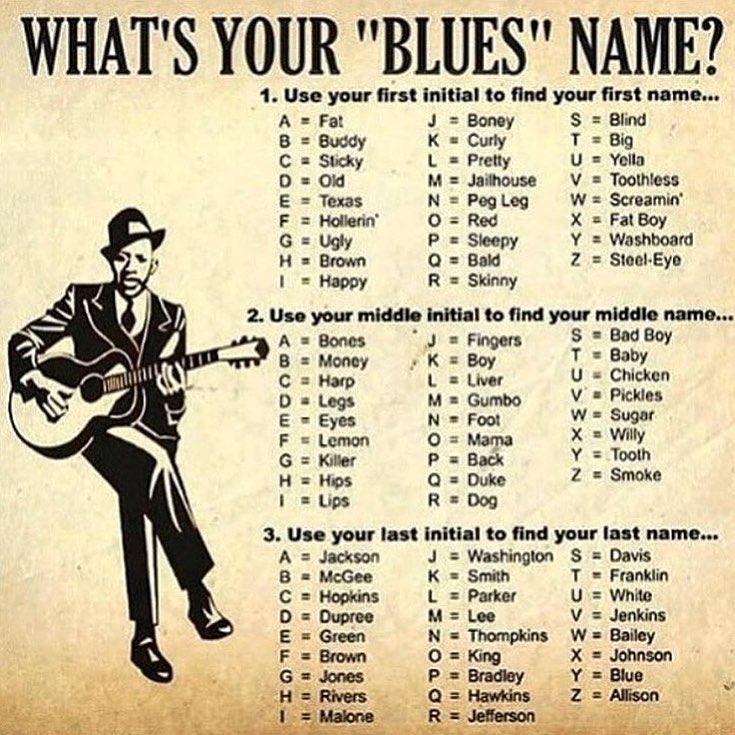 WHAT'S YOUR "BLUES" NAME?
1. Use your first initial to find your first name...
A = Fat J = Boney S = Blind
B = Buddy K = Curly T = Big
C = Sticky L = Pretty U = Yella
D = Old M = Jailhouse V = Toothless
E = Texas N = Peg Leg W = Screamin'
F = Hollerin' O = Red X = Fat Boy
G = Ugly P = Sleepy Y = Washboard
H = Brown Q = Bald Z = Steel-Eye
I = Happy R = Skinny
2. Use your middle initial to find your middle name...
A = Bones J = Fingers S = Bad Boy
B = Money K = Boy T = Baby
C = Harp L = Liver U = Chicken
D = Legs M = Gumbo V = Pickles
E = Eyes N = Foot W = Sugar
F = Lemon O = Mama X = Willy
G = Killer P = Back Y = Tooth
H = Hips Q = Duke Z = Smoke
I = Lips R = Dog
3. Use your last initial to find your last name...
A = Jackson J = Washington S = Davis
B = McGee K = Smith T = Franklin
C = Hopkins L = Parker U = White
D = Dupree M = Lee V = Jenkins
E = Green N = Thompkins W = Bailey
F = Brown O = King X = Johnson
G = Jones P = Bradley Y = Blue
H = Rivers Q = Hawkins Z = Allison
I = Malone R = Jefferson